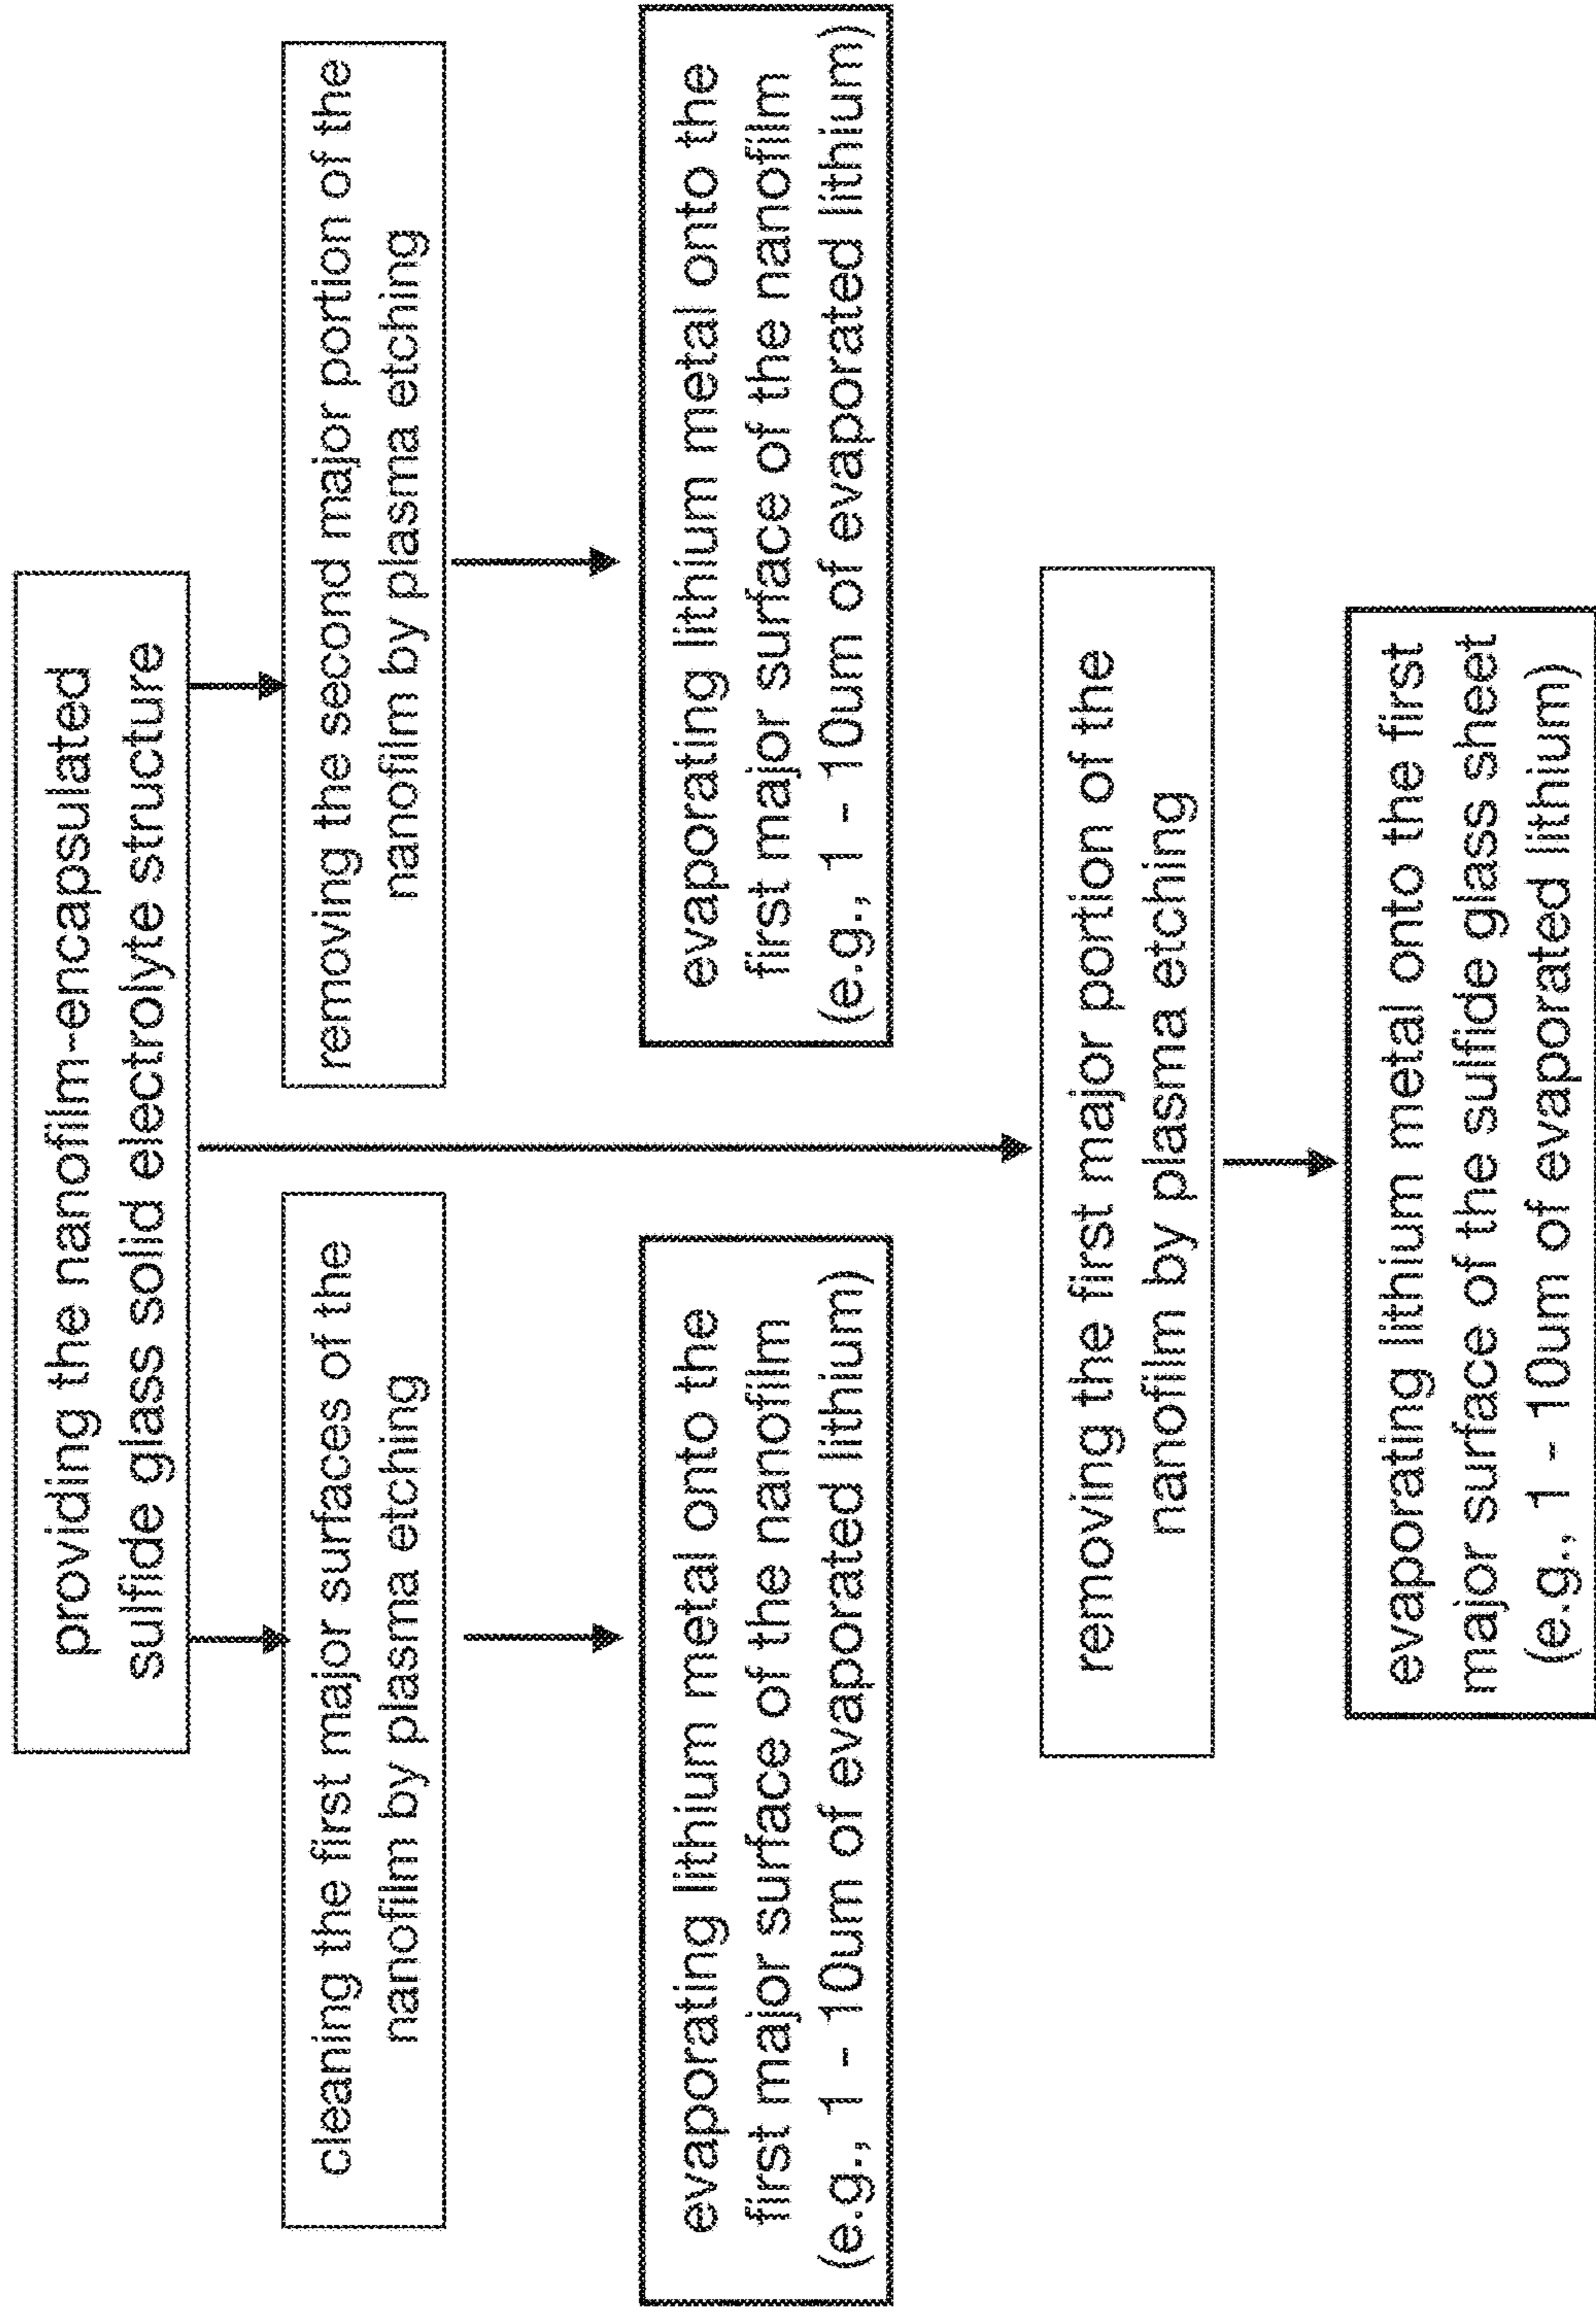 providing the nanofilm-encapsulated
sulfide glass solid electrolyte structure
cleaning the first major surfaces of the
nanofilm by plasma etching
removing the second major portion of the
nanofilm by plasma etching
evaporating lithium metal onto the
first major surface of the nanofilm
(e.g., 1 - 10um of evaporated lithium)
evaporating lithium metal onto the
first major surface of the nanofilm
(e.g., 1 - 10um of evaporated lithium)
removing the first major portion of the
nanofilm by plasma etching
evaporating lithium metal onto the first
major surface of the sulfide glass sheet
(e.g., 1 - 10um of evaporated lithium)